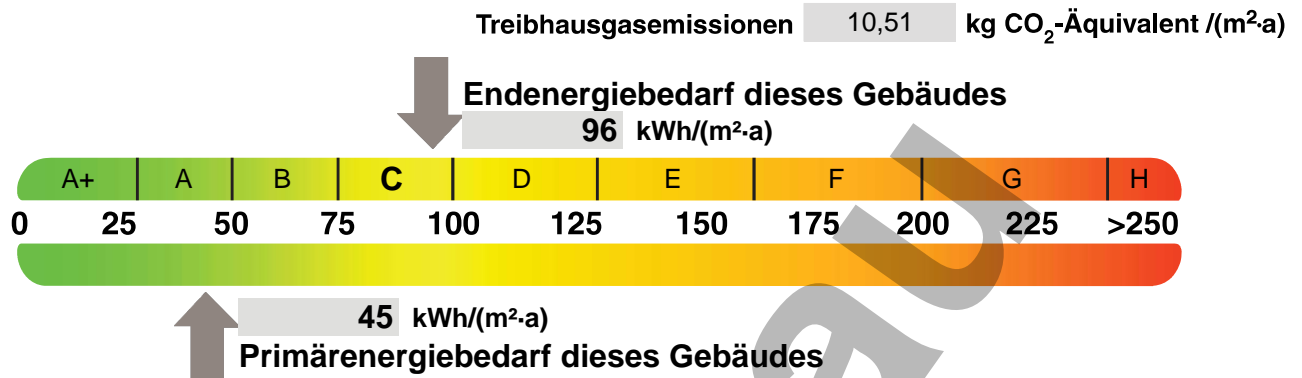 Treibhausgasemissionen 10,51 kg CO₂-Äquivalent /(m²·a)
Endenergiebedarf dieses Gebäudes
96 kWh/(m²·a)
A+ A B C D E F G H
0 25 50 75 100 125 150 175 200 225 >250
45 kWh/(m²·a)
Primärenergiebedarf dieses Gebäudes
au